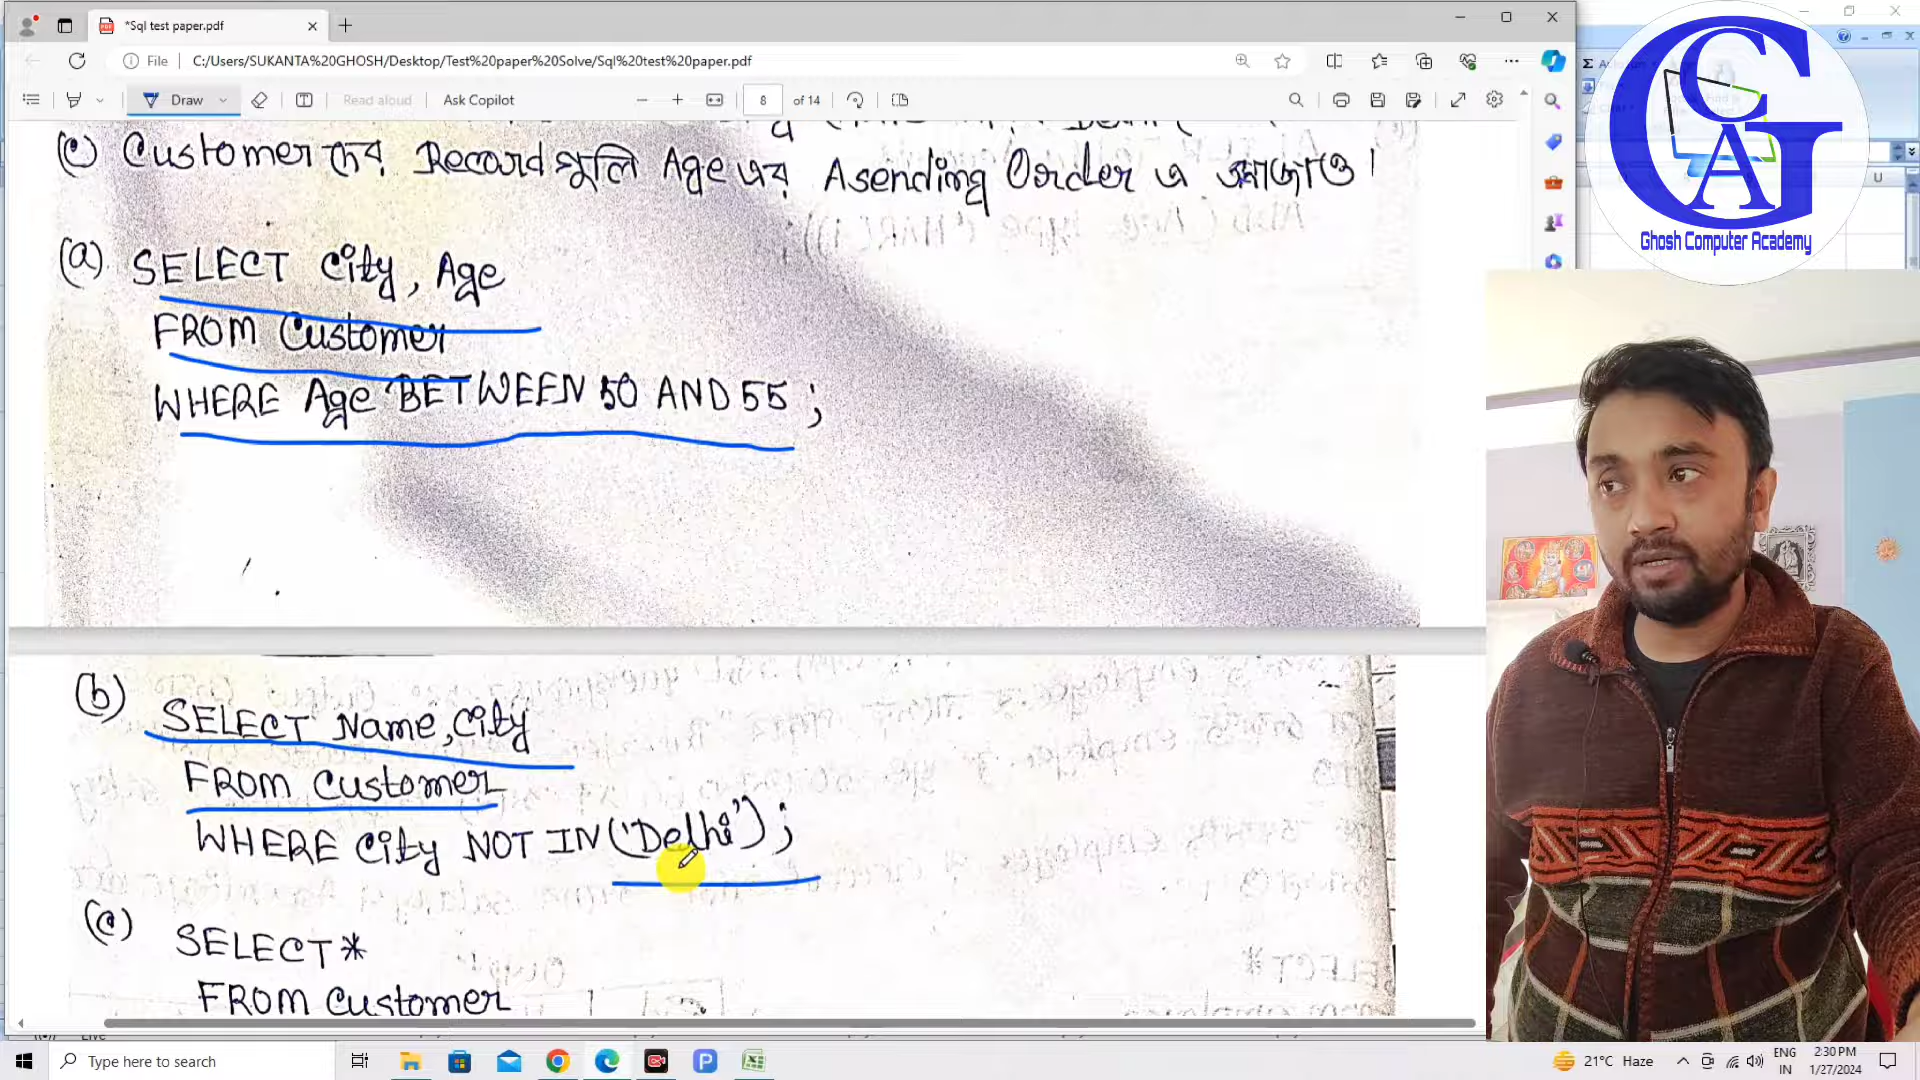 *Sql test paper.pdf
File C:/Users/SUKANTA%20GHOSH/Desktop/Test%20paper%20Solve/Sql%20test%20paper.pdf
Draw Read aloud Ask Copilot 8 of 14
(c) Customer দের Record গুলি Age এর Asending Order এ সাজাও।
(a) SELECT City, Age
FROM Customer
WHERE Age BETWEEN 50 AND 55 ;
(b) SELECT Name, City
FROM Customer
WHERE City NOT IN ('Delhi') ;
(c) SELECT *
FROM Customer
U
CGA
Ghosh Computer Academy
Type here to search
21°C Haze
ENG
IN
2:30 PM
1/27/2024